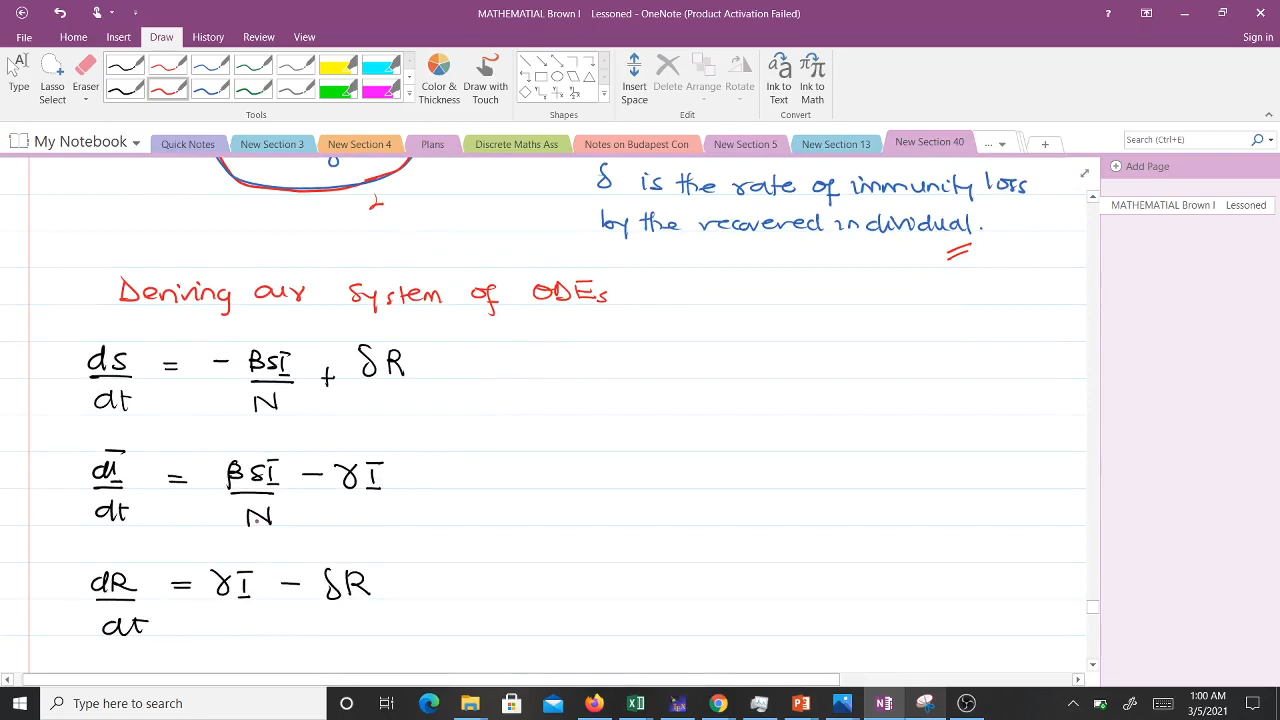 MATHEMATIAL Brown I    Lessoned - OneNote (Product Activation Failed)
File Home Insert Draw History Review View Sign in
Type Lasso Select Eraser Color & Thickness Draw with Touch Insert Space Delete Arrange Rotate Ink to Text Ink to Math
Tools Shapes Edit Convert
My Notebook Quick Notes New Section 3 New Section 4 Plans Discrete Maths Ass Notes on Budapest Con New Section 5 New Section 13 New Section 40 ... Search (Ctrl+E)
Add Page
MATHEMATIAL Brown I    Lessoned
δ is the rate of immunity loss
by the recovered individual.
Deriving our system of ODEs
ds/dt = - βSI/N + δR
dI/dt = βSI/N - γI
dR/dt = γI - δR
Type here to search
1:00 AM
3/5/2021